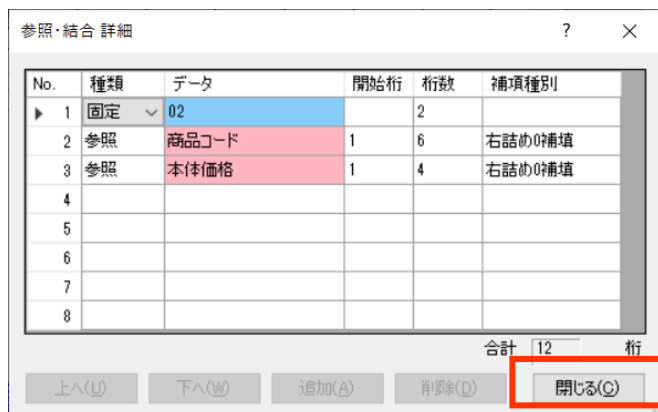 参照・結合 詳細 ? ×
No. 種類 データ 開始桁 桁数 補項種別
1 固定 02 2
2 参照 商品コード 1 6 右詰め0補填
3 参照 本体価格 1 4 右詰め0補填
4
5
6
7
8
合計 12 桁
上へ(U) 下へ(W) 追加(A) 削除(D) 閉じる(C)